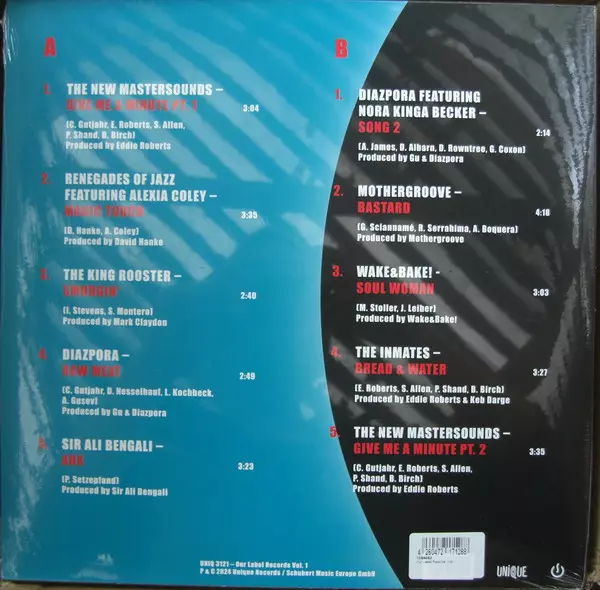 A
1. THE NEW MASTERSOUNDS –
GIVE ME A MINUTE PT. 1 3:04
(C. Gutjahr, E. Roberts, S. Allen,
P. Shand, B. Birch)
Produced by Eddie Roberts
2. RENEGADES OF JAZZ
FEATURING ALEXIA COLEY –
MAGIC TOUCH 3:35
(D. Hanke, A. Coley)
Produced by David Hanke
3. THE KING ROOSTER –
SWINGIN' 2:40
(I. Stevens, S. Montero)
Produced by Mark Claydon
4. DIAZPORA –
RAW MEAT 2:49
(C. Gutjahr, D. Nesselhauf, L. Kochbeck,
A. Gusev)
Produced by Gu & Diazpora
5. SIR ALI BENGALI –
3:23
(P. Setzepfand)
Produced by Sir Ali Bengali
B
1. DIAZPORA FEATURING
NORA KINGA BECKER –
SONG 2 2:14
(A. James, D. Albarn, D. Rowntree, G. Coxon)
Produced by Gu & Diazpora
2. MOTHERGROOVE –
BASTARD 4:18
(G. Sciannamé, R. Serrahima, A. Boquera)
Produced by Mothergroove
3. WAKE&BAKE! -
SOUL WOMAN 3:03
(M. Stoller, J. Leiber)
Produced by Wake&Bake!
4. THE INMATES –
BREAD & WATER 3:27
(E. Roberts, S. Allen, P. Shand, B. Birch)
Produced by Eddie Roberts & Keb Darge
5. THE NEW MASTERSOUNDS –
GIVE ME A MINUTE PT. 2 3:35
(C. Gutjahr, E. Roberts, S. Allen,
P. Shand, B. Birch)
Produced by Eddie Roberts
UNIQ 3121 – Our Label Records Vol. 1
P & C 2024 Unique Records / Schubert Music Europe GmbH
4 260472 171288
UNIQUE